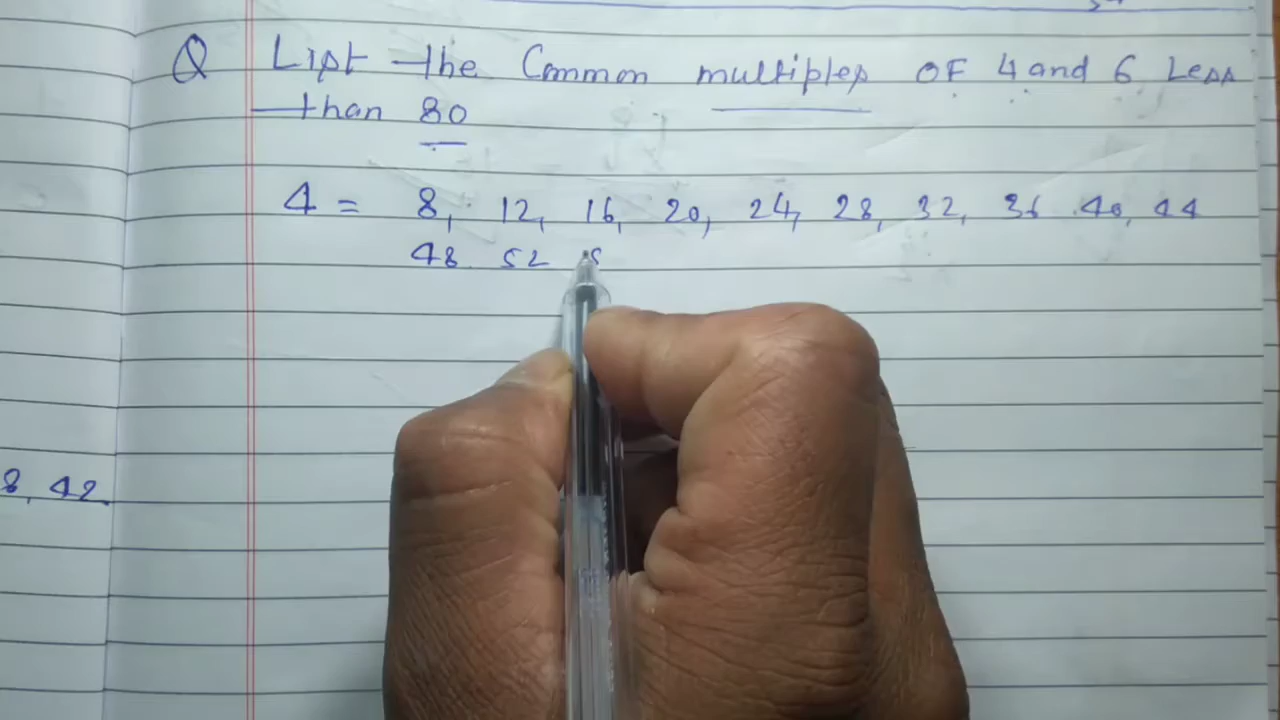 Q List the Common multiples OF 4 and 6 Less
than 80
4 = 8, 12, 16, 20, 24, 28, 32, 36 40, 44
48 52 5
8, 42